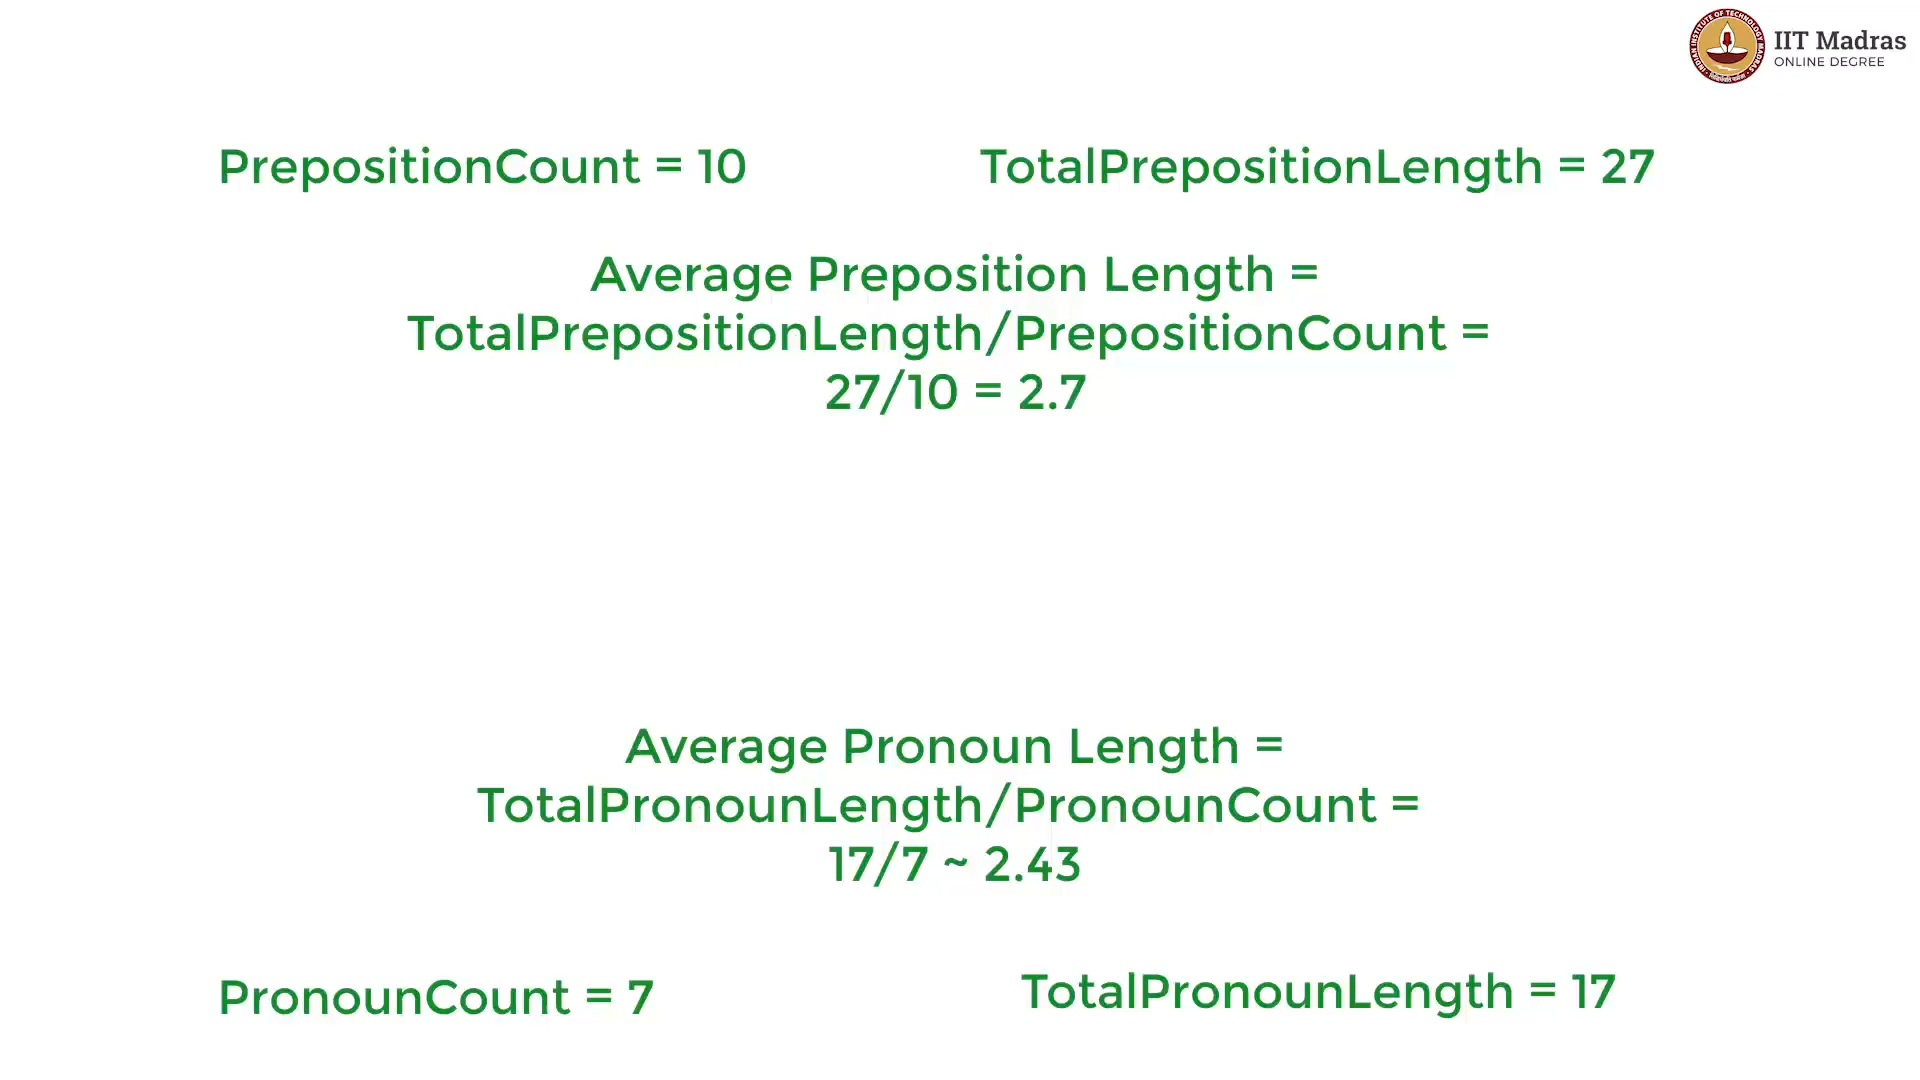 IIT Madras
ONLINE DEGREE
PrepositionCount = 10
TotalPrepositionLength = 27
Average Preposition Length =
TotalPrepositionLength/PrepositionCount =
27/10 = 2.7
Average Pronoun Length =
TotalPronounLength/PronounCount =
17/7 ~ 2.43
PronounCount = 7
TotalPronounLength = 17